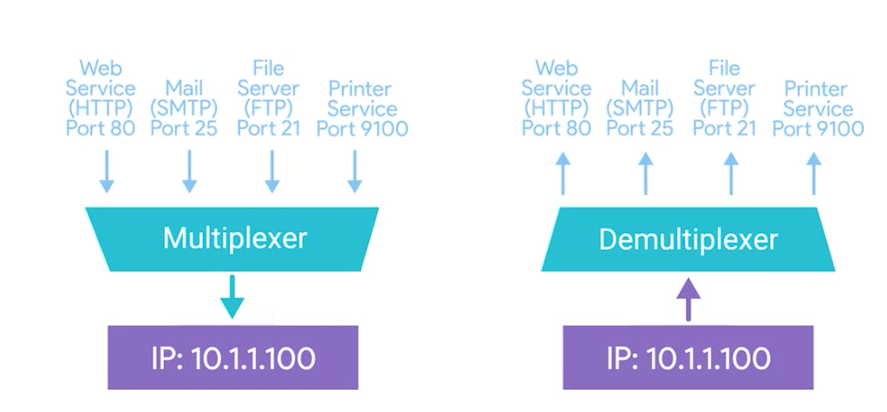 Web
Service
(HTTP)
Port 80
Mail
(SMTP)
Port 25
File
Server
(FTP)
Port 21
Printer
Service
Port 9100
Multiplexer
IP: 10.1.1.100
Web
Service
(HTTP)
Port 80
Mail
(SMTP)
Port 25
File
Server
(FTP)
Port 21
Printer
Service
Port 9100
Demultiplexer
IP: 10.1.1.100